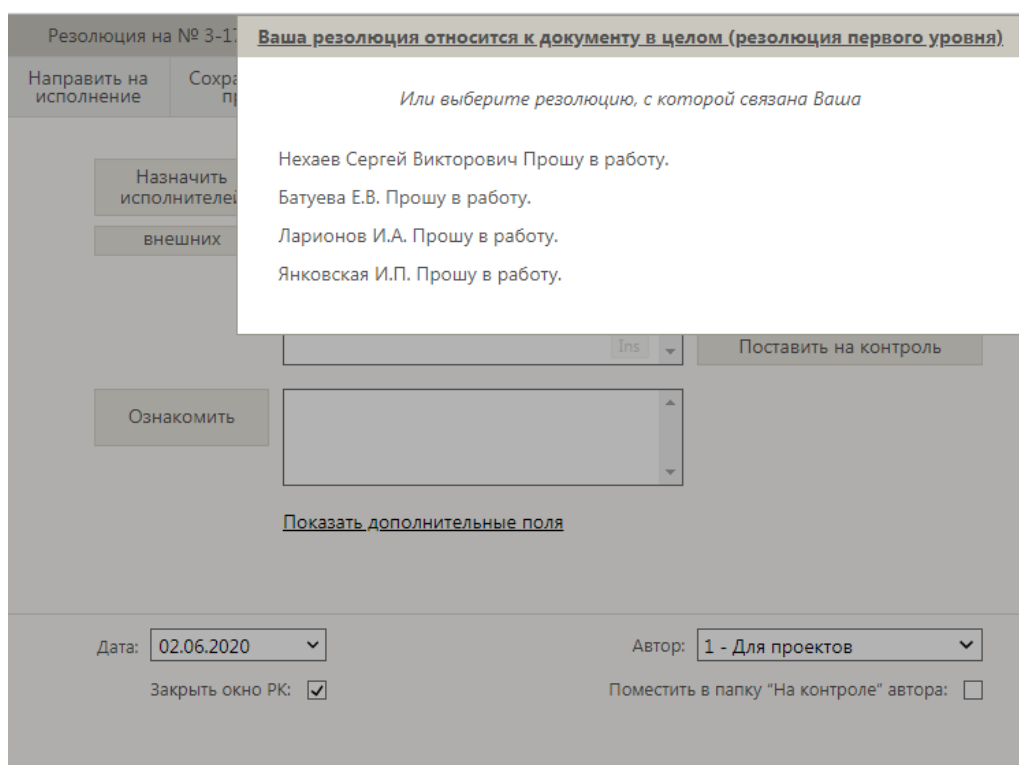 Резолюция на № 3-17
Ваша резолюция относится к документу в целом (резолюция первого уровня)
Направить на
исполнение
Или выберите резолюцию, с которой связана Ваша
Нехаев Сергей Викторович Прошу в работу.
Назначить
исполнителей
Батуева Е.В. Прошу в работу.
внешних
Ларионов И.А. Прошу в работу.
Янковская И.П. Прошу в работу.
Ins
Поставить на контроль
Ознакомить
Показать дополнительные поля
Дата: 02.06.2020
Автор: 1 - Для проектов
Закрыть окно РК:
Поместить в папку "На контроле" автора: